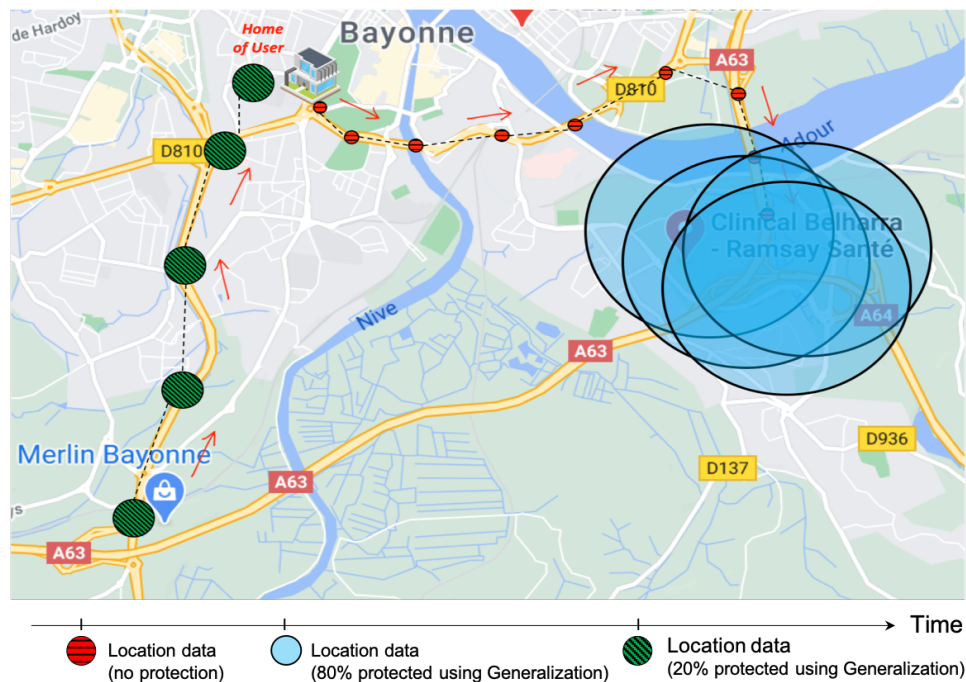 de Hardoy
Home
of User
Bayonne
A63
D810
D810
Adour
Clinical Belharra
- Ramsay Santé
Nive
A64
A63
Merlin Bayonne
D936
D137
A63
A63
Time
Location data
(no protection)
Location data
(80% protected using Generalization)
Location data
(20% protected using Generalization)